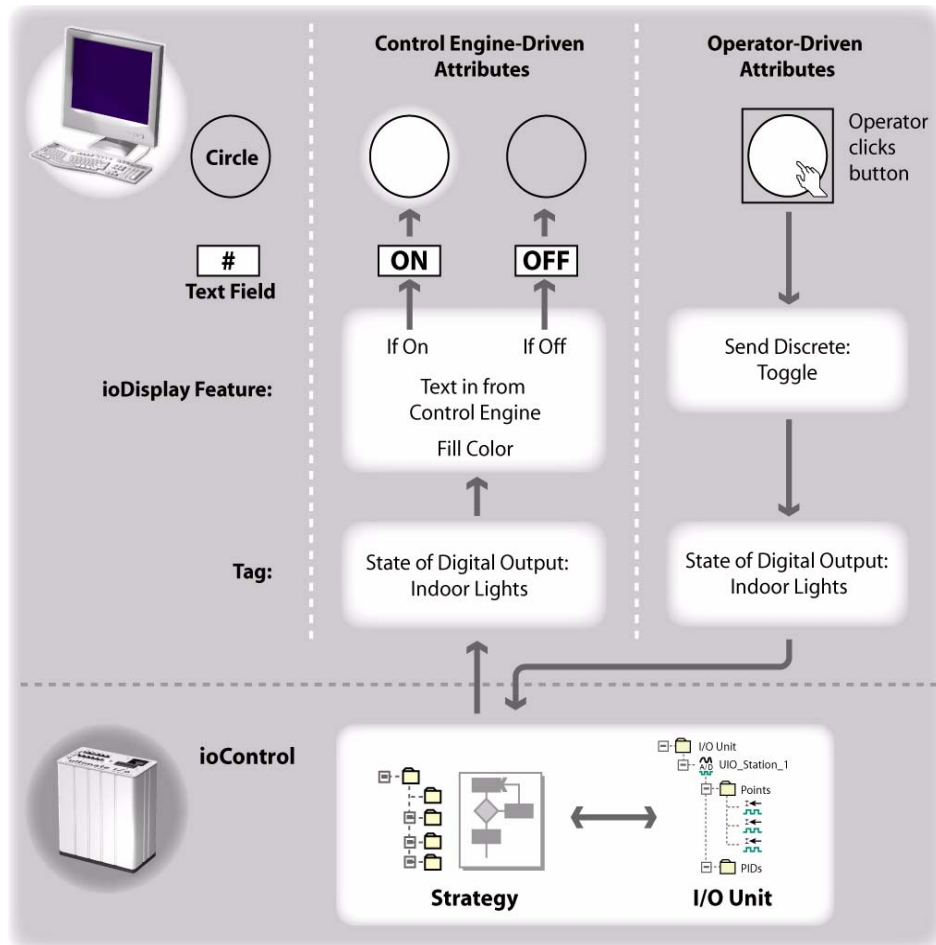 Control Engine-Driven
Attributes
Operator-Driven
Attributes
Circle
Operator
clicks
button
#
Text Field
ON
OFF
If On
If Off
ioDisplay Feature:
Text in from
Control Engine
Fill Color
Send Discrete:
Toggle
Tag:
State of Digital Output:
Indoor Lights
State of Digital Output:
Indoor Lights
ioControl
ultimate I/O
I/O Unit
A/D
UIO_Station_1
Points
PIDs
Strategy
I/O Unit